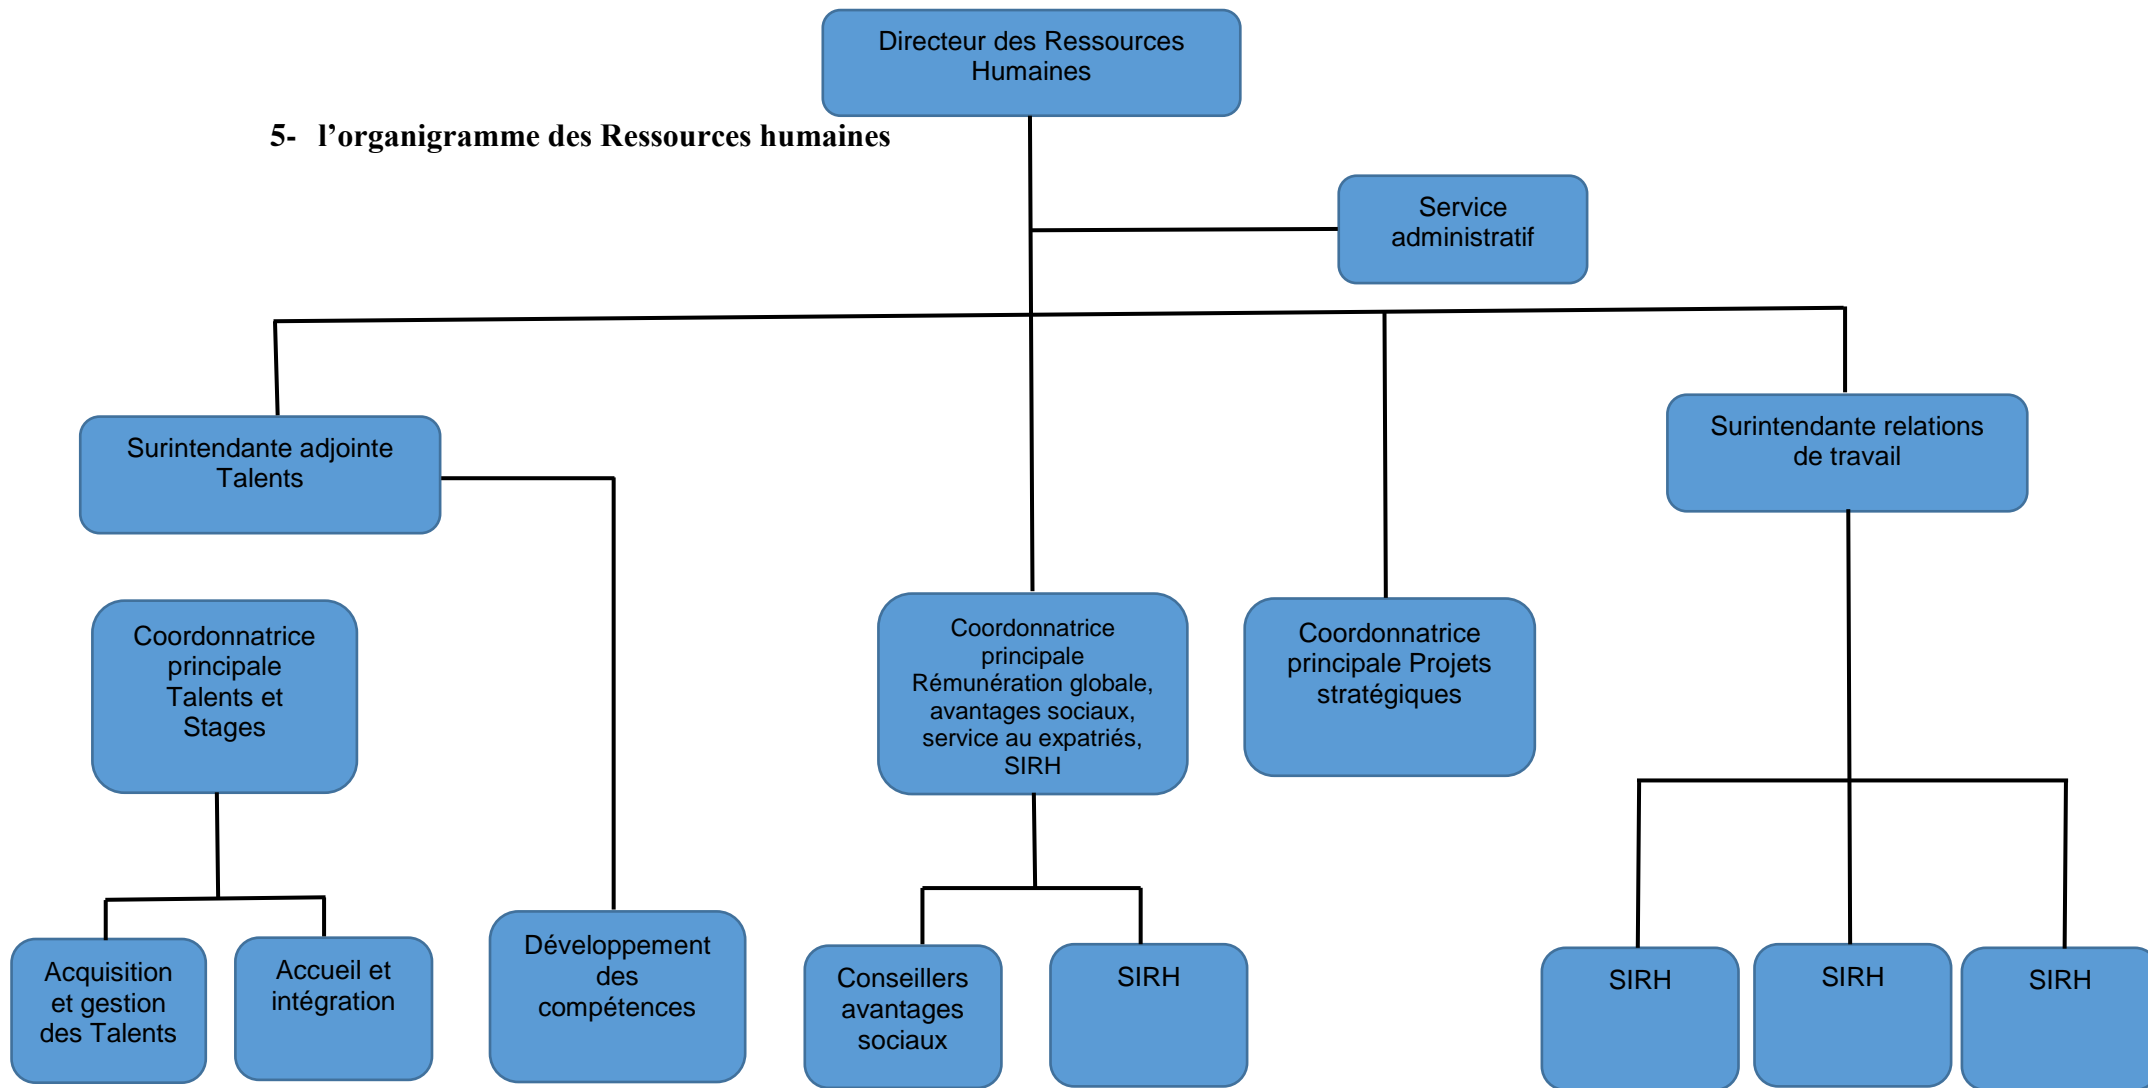 Directeur des Ressources
Humaines
5- l’organigramme des Ressources humaines
Service
administratif
Surintendante adjointe
Talents
Surintendante relations
de travail
Coordonnatrice
principale
Talents et
Stages
Coordonnatrice
principale
Rémunération globale,
avantages sociaux,
service au expatriés,
SIRH
Coordonnatrice
principale Projets
stratégiques
Acquisition
et gestion
des Talents
Accueil et
intégration
Développement
des
compétences
Conseillers
avantages
sociaux
SIRH
SIRH
SIRH
SIRH